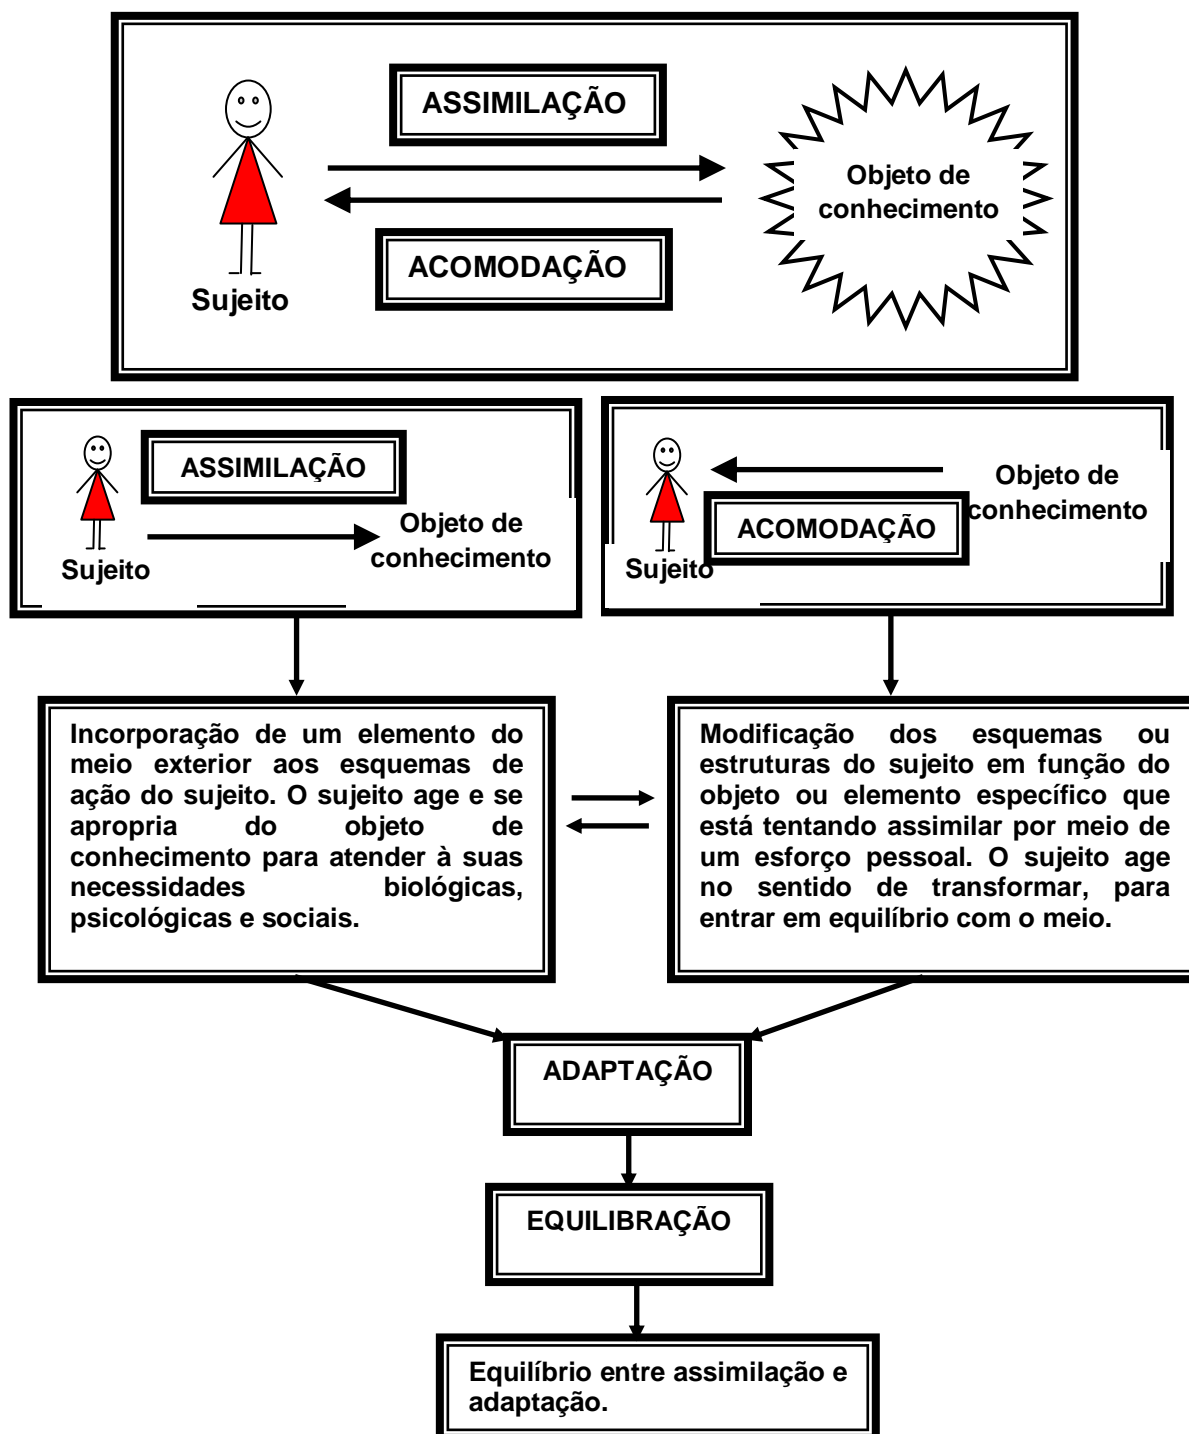 ASSIMILAÇÃO
Objeto de
conhecimento
ACOMODAÇÃO
Sujeito
ASSIMILAÇÃO
Objeto de
conhecimento
Sujeito
Objeto de
conhecimento
ACOMODAÇÃO
Sujeito
Incorporação de um elemento do
meio exterior aos esquemas de
ação do sujeito. O sujeito age e se
apropria do objeto de
conhecimento para atender à suas
necessidades biológicas,
psicológicas e sociais.
Modificação dos esquemas ou
estruturas do sujeito em função do
objeto ou elemento específico que
está tentando assimilar por meio de
um esforço pessoal. O sujeito age
no sentido de transformar, para
entrar em equilíbrio com o meio.
ADAPTAÇÃO
EQUILIBRAÇÃO
Equilíbrio entre assimilação e
adaptação.